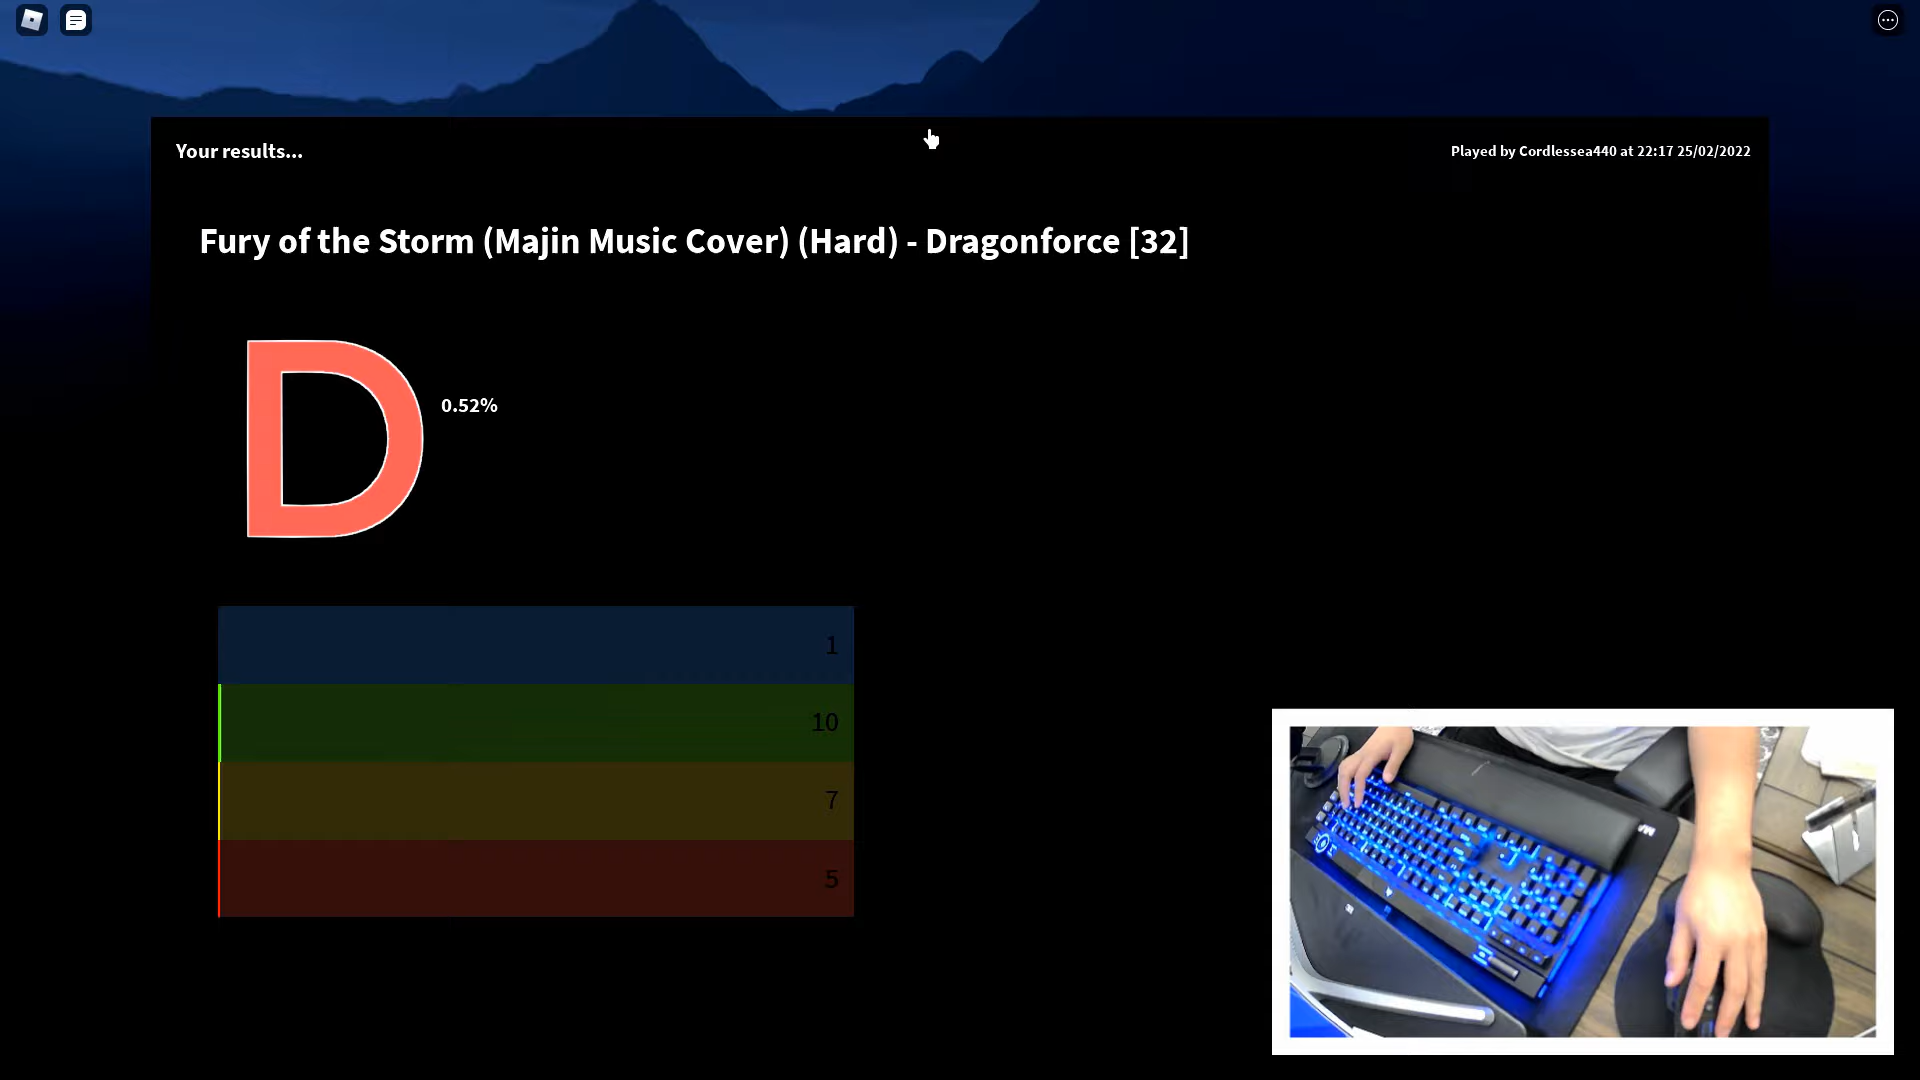 Your results...
Played by Cordlessea440 at 22:17 25/02/2022
Fury of the Storm (Majin Music Cover) (Hard) - Dragonforce [32]
D
0.52%
1
10
7
5